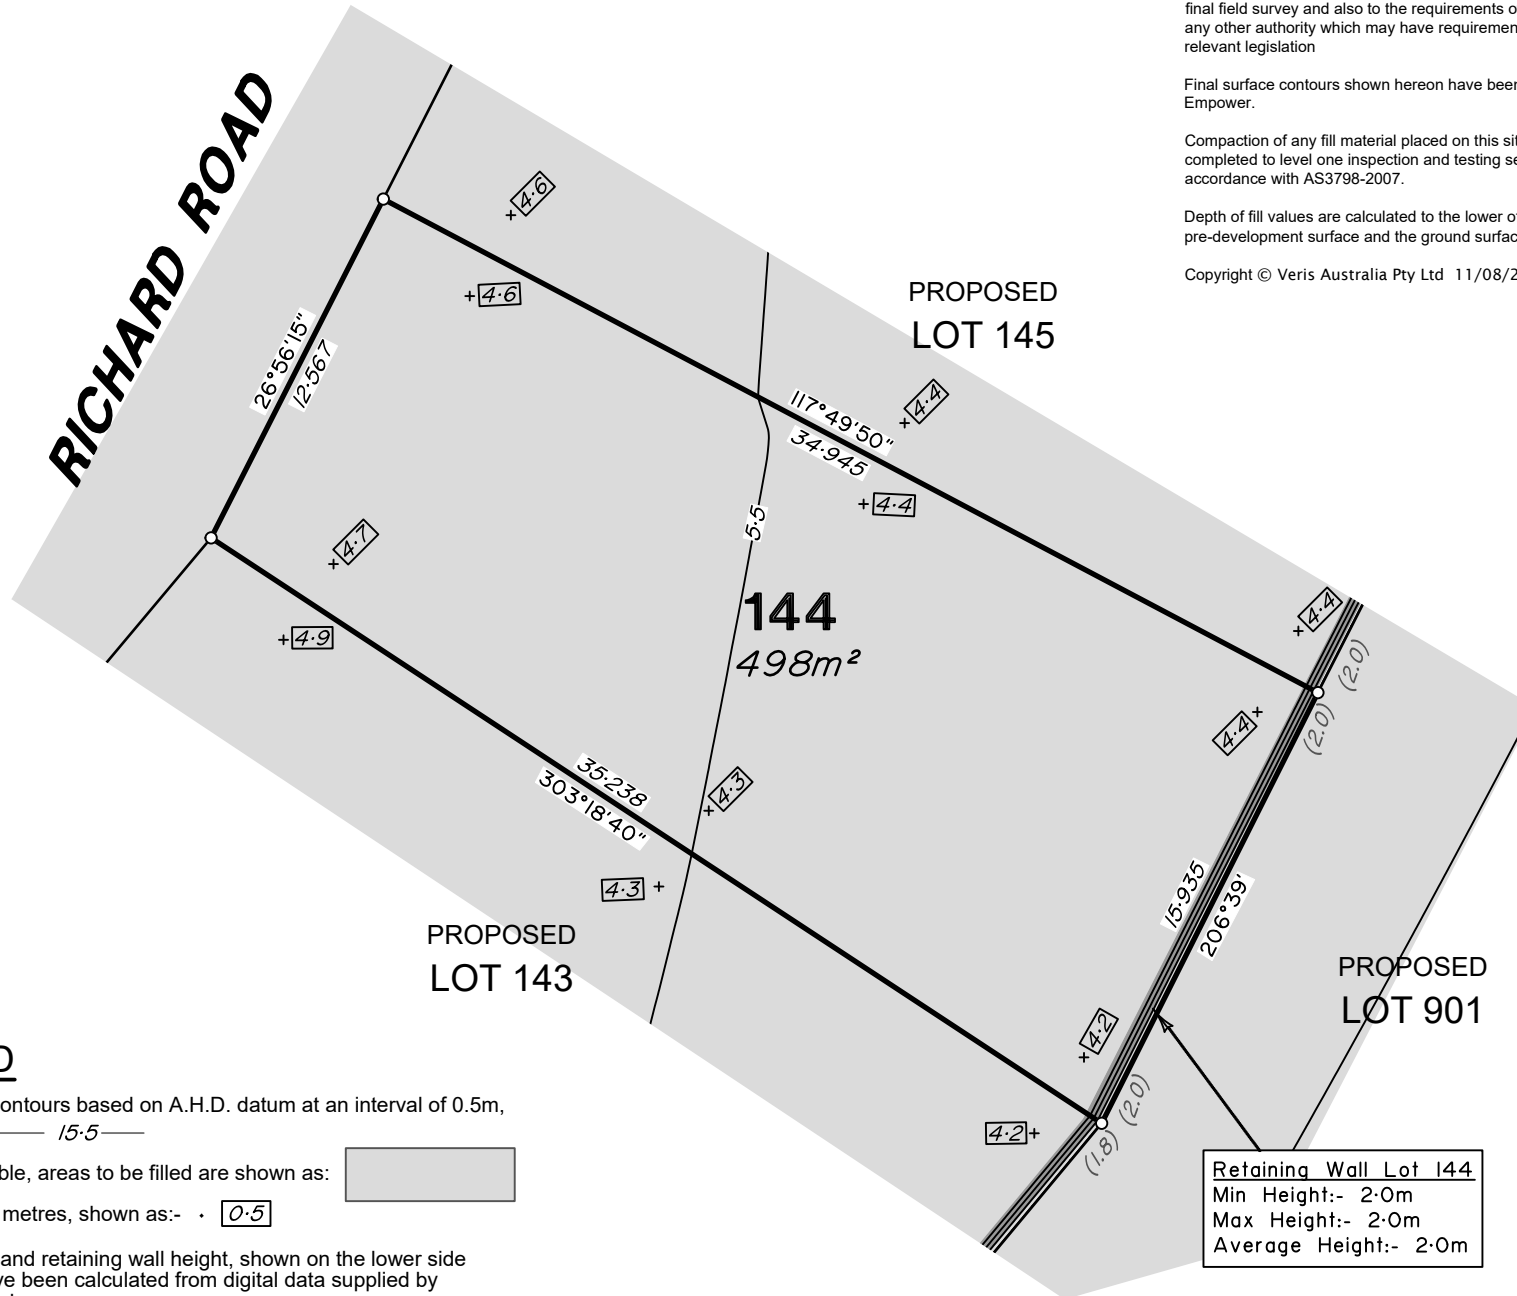 final field survey and also to the requirements o
any other authority which may have requiremen
relevant legislation
Final surface contours shown hereon have been
Empower.
Compaction of any fill material placed on this sit
completed to level one inspection and testing se
accordance with AS3798-2007.
Depth of fill values are calculated to the lower of
pre-development surface and the ground surfac
Copyright © Veris Australia Pty Ltd 11/08/2
RICHARD ROAD
4·6
4·6
PROPOSED
LOT 145
26°56'15"
12·567
117°49'50"
34·945
4·4
4·4
5·5
4·7
4·9
144
498m²
4·4
(2.0)
(2.0)
4·4
35·238
303°18'40"
4·3
4·3
PROPOSED
LOT 143
15·935
206°39'
PROPOSED
LOT 901
4·2
4·2
(2.0)
(1.8)
Retaining Wall Lot 144
Min Height:- 2·0m
Max Height:- 2·0m
Average Height:- 2·0m
D
ontours based on A.H.D. datum at an interval of 0.5m,
15·5
ble, areas to be filled are shown as:
metres, shown as:- 0·5
and retaining wall height, shown on the lower side
ve been calculated from digital data supplied by